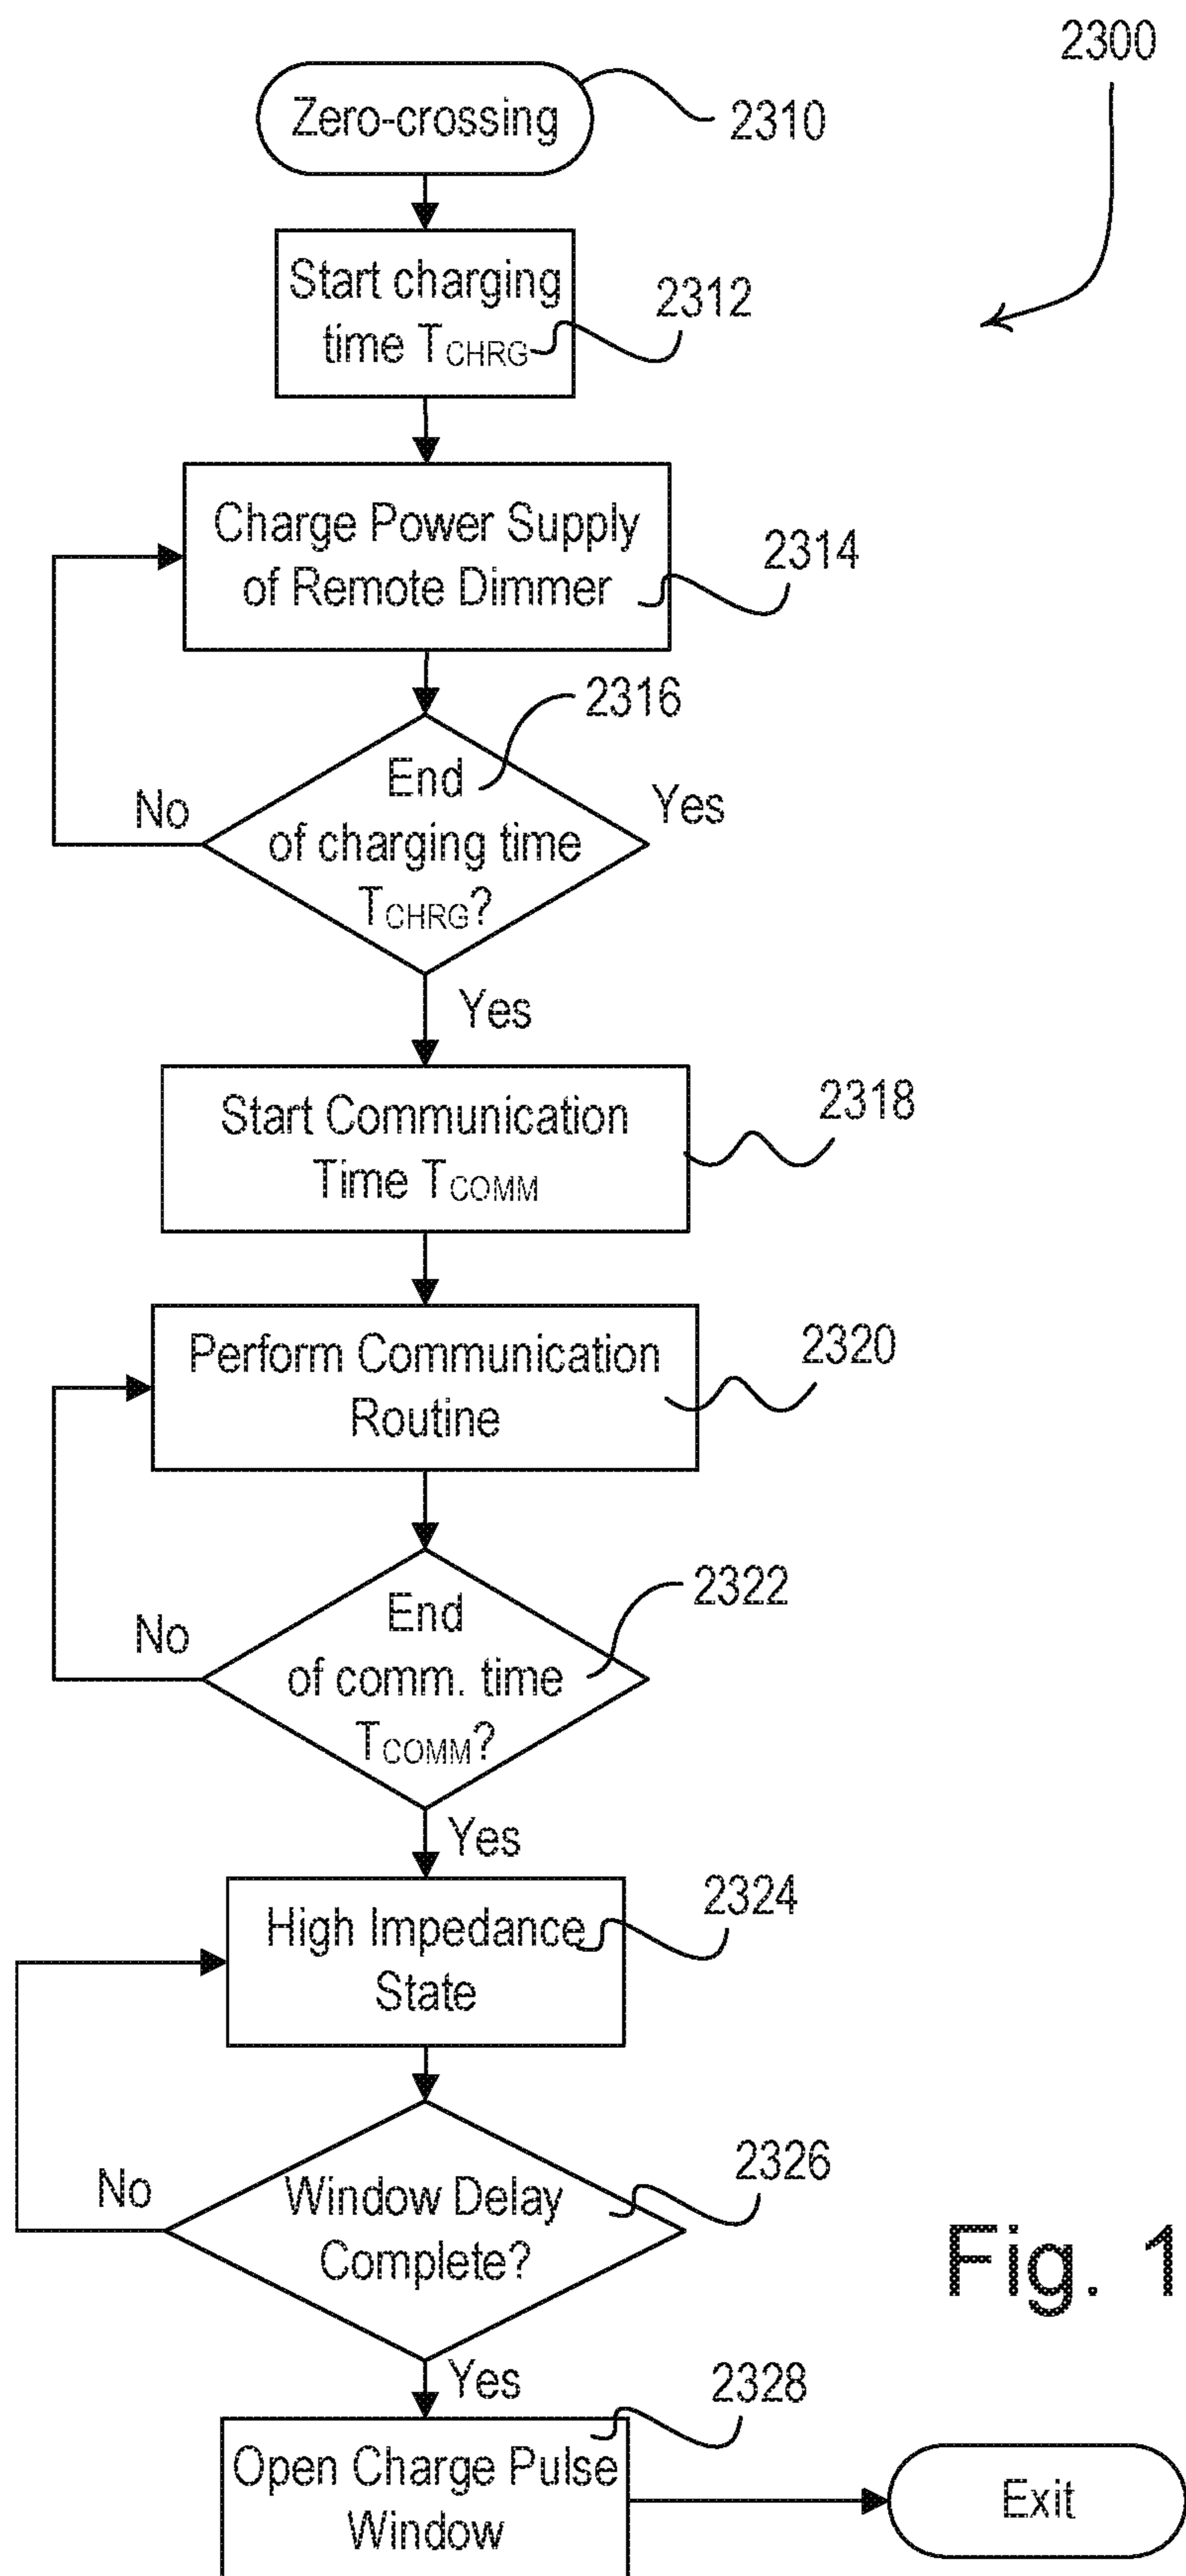 2300
Zero-crossing
2310
Start charging
time TCHRG
2312
Charge Power Supply
of Remote Dimmer
2314
2316
End
of charging time
TCHRG?
No
Yes
Yes
Start Communication
Time TCOMM
2318
Perform Communication
Routine
2320
End
of comm. time
TCOMM?
2322
No
Yes
High Impedance
State
2324
Window Delay
Complete?
2326
No
Yes
Fig. 1
Open Charge Pulse
Window
2328
Exit